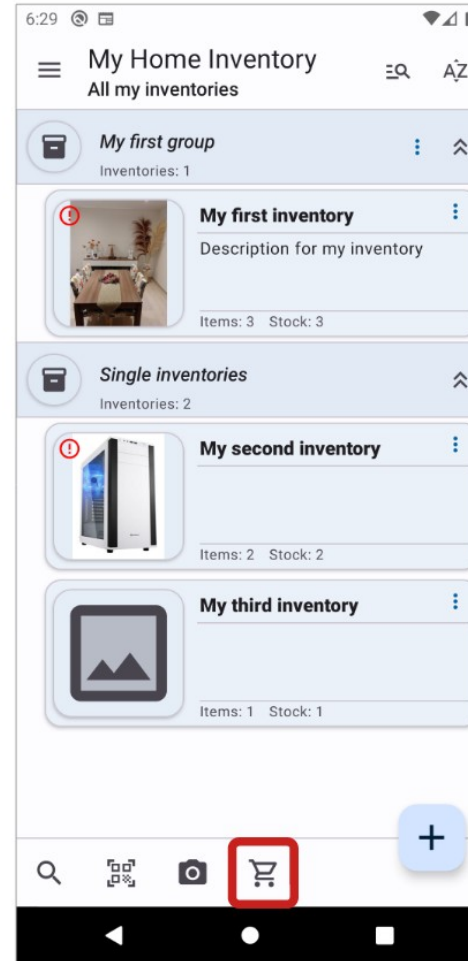 6:29
My Home Inventory
All my inventories
AZ
My first group
Inventories: 1
My first inventory
Description for my inventory
Items: 3 Stock: 3
Single inventories
Inventories: 2
My second inventory
Items: 2 Stock: 2
My third inventory
Items: 1 Stock: 1